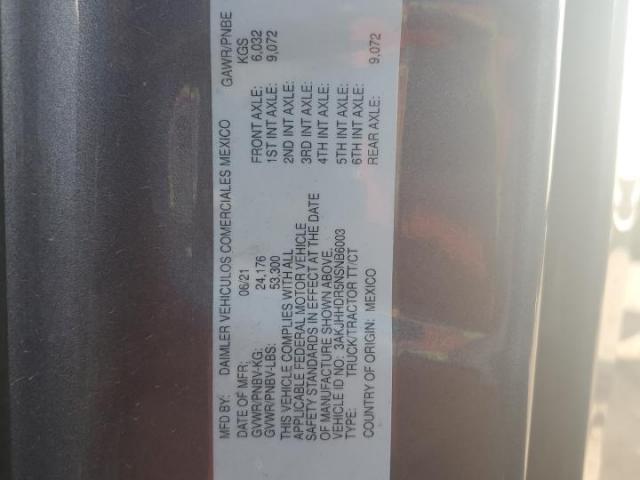 MFD BY: DAIMLER VEHICULOS COMERCIALES MEXICO GAWR/PNBE
DATE OF MFR: 06/21 KGS
GVWR/PNBV-KG: 24,176 FRONT AXLE: 6,032
GVWR/PNBV-LBS: 53,300 1ST INT AXLE: 9,072
THIS VEHICLE COMPLIES WITH ALL 2ND INT AXLE:
APPLICABLE FEDERAL MOTOR VEHICLE 3RD INT AXLE:
SAFETY STANDARDS IN EFFECT AT THE DATE 4TH INT AXLE:
OF MANUFACTURE SHOWN ABOVE. 5TH INT AXLE:
VEHICLE ID NO.: 3AKJHHDR5NSNB6003 6TH INT AXLE:
TYPE: TRUCK/TRACTOR TT/CT REAR AXLE: 9,072
COUNTRY OF ORIGIN: MEXICO